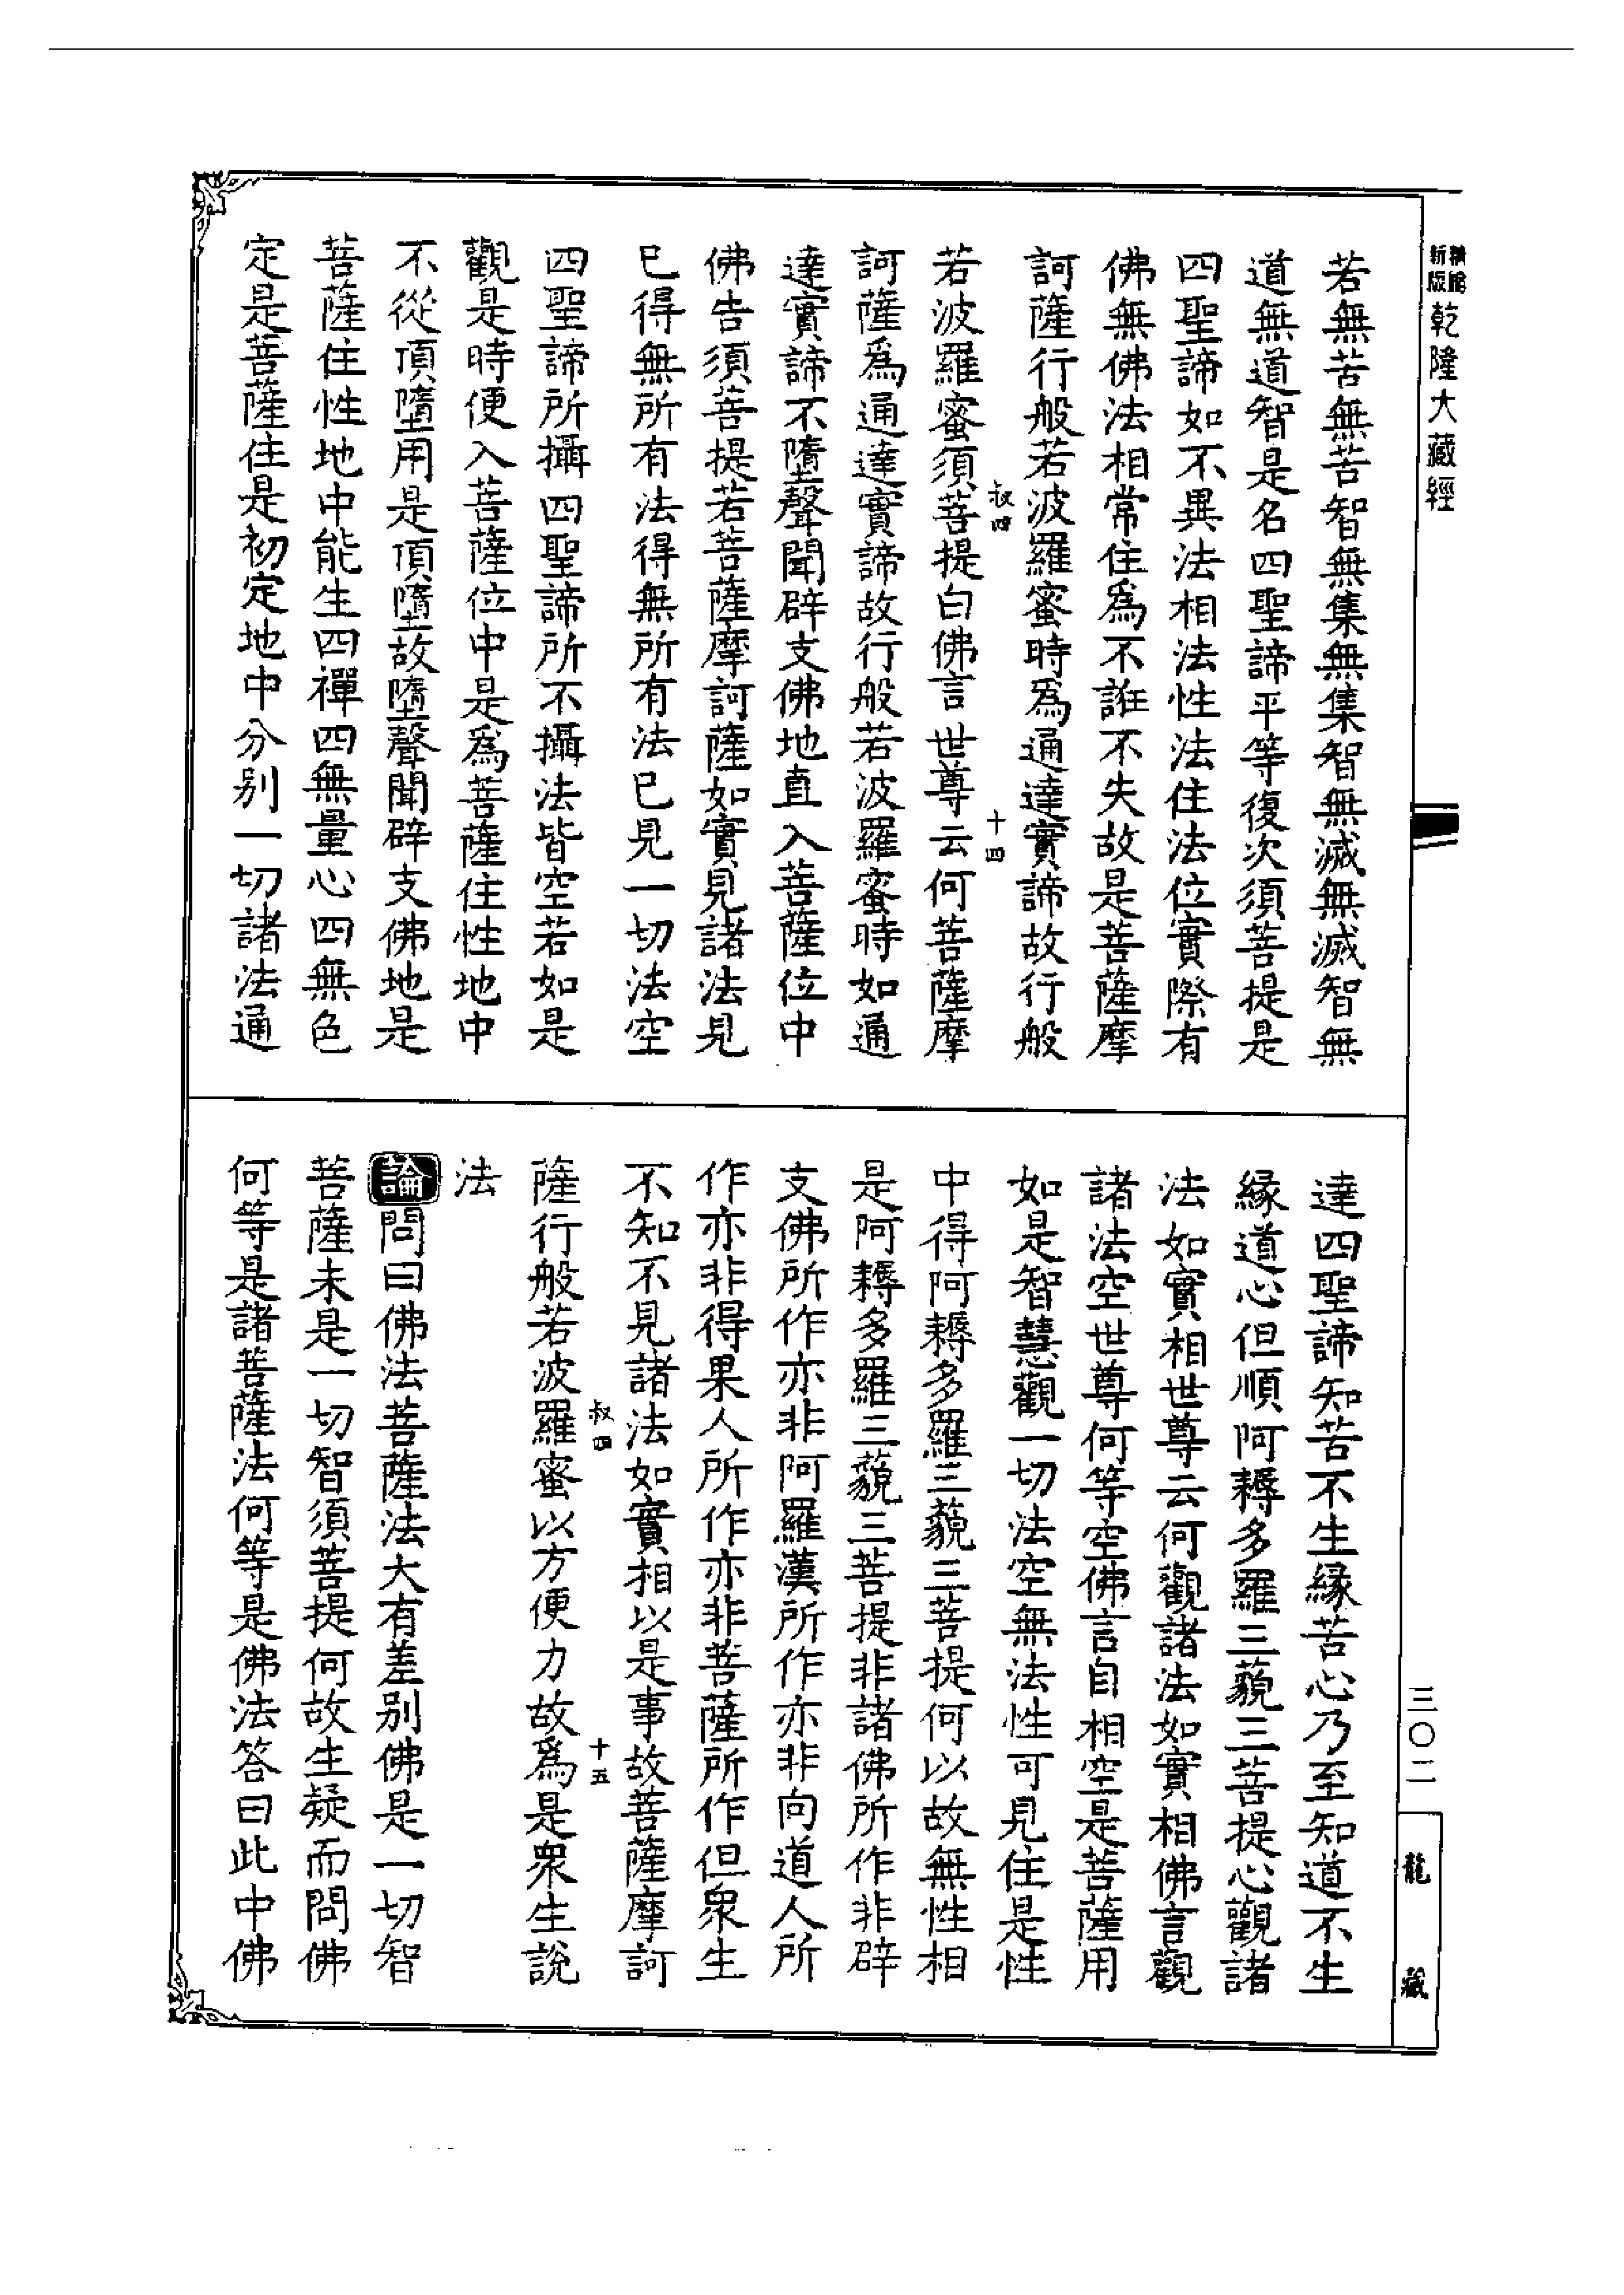 新版
乾隆大藏經
若無苦無苦智無集無集智無滅無滅智無
道無道智是名四聖諦平等復次須菩提是
四聖諦如不異法相法性法住法位實際有
佛無佛法相常住為不誑不失故是菩薩摩
訶薩行般若波羅蜜時為通達實諦故行般
叔四
十四
若波羅蜜須菩提白佛言世尊云何菩薩摩
訶薩為通達實諦故行般若波羅蜜時如通
達實諦不墮聲聞辟支佛地直入菩薩位中
佛告須菩提若菩薩摩訶薩如實見諸法見
已得無所有法得無所有法已見一切法空
四聖諦所攝四聖諦所不攝法皆空若如是
觀是時便入菩薩位中是為菩薩住性地中
不從頂墮用是頂墮故墮聲聞辟支佛地是
菩薩住性地中能生四禪四無量心四無色
定是菩薩住是初定地中分別一切諸法通
達四聖諦知苦不生緣苦心乃至知道不生
緣道心但順阿耨多羅三藐三菩提心觀諸
法如實相世尊云何觀諸法如實相佛言觀
諸法空世尊何等空佛言自相空是菩薩用
如是智慧觀一切法空無法性可見住是性
中得阿耨多羅三藐三菩提何以故無性相
是阿耨多羅三藐三菩提非諸佛所作非辟
支佛所作亦非阿羅漢所作亦非向道人所
作亦非得果人所作亦非菩薩所作但眾生
不知不見諸法如實相以是事故菩薩摩訶
叔四
十五
薩行般若波羅蜜以方便力故為是眾生說
法
論問曰佛法菩薩法大有差別佛是一切智
菩薩未是一切智須菩提何故生疑而問佛
何等是諸菩薩法何等是佛法答曰此中佛
三〇二
龍藏